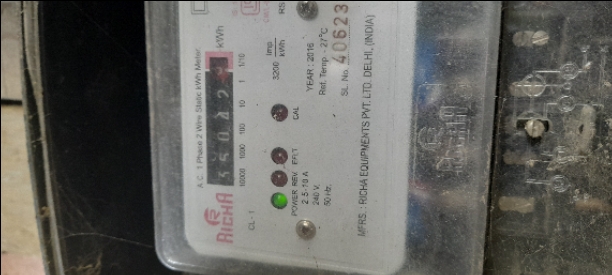 A.C. 1 Phase 2 Wire Static kWh Meter
RICHA
kWh
10000 1000 100 10 1 1/10
CL - 1
POWER REV. E/FLT CAL
3200 Imp. kWh
2.5 - 10 A
240 V.
50 Hz.
YEAR : 2016
Ref. Temp. - 27°C
SL. No. 40623
MFRS. : RICHA EQUIPMENTS PVT. LTD. DELHI, (INDIA)
RICHA